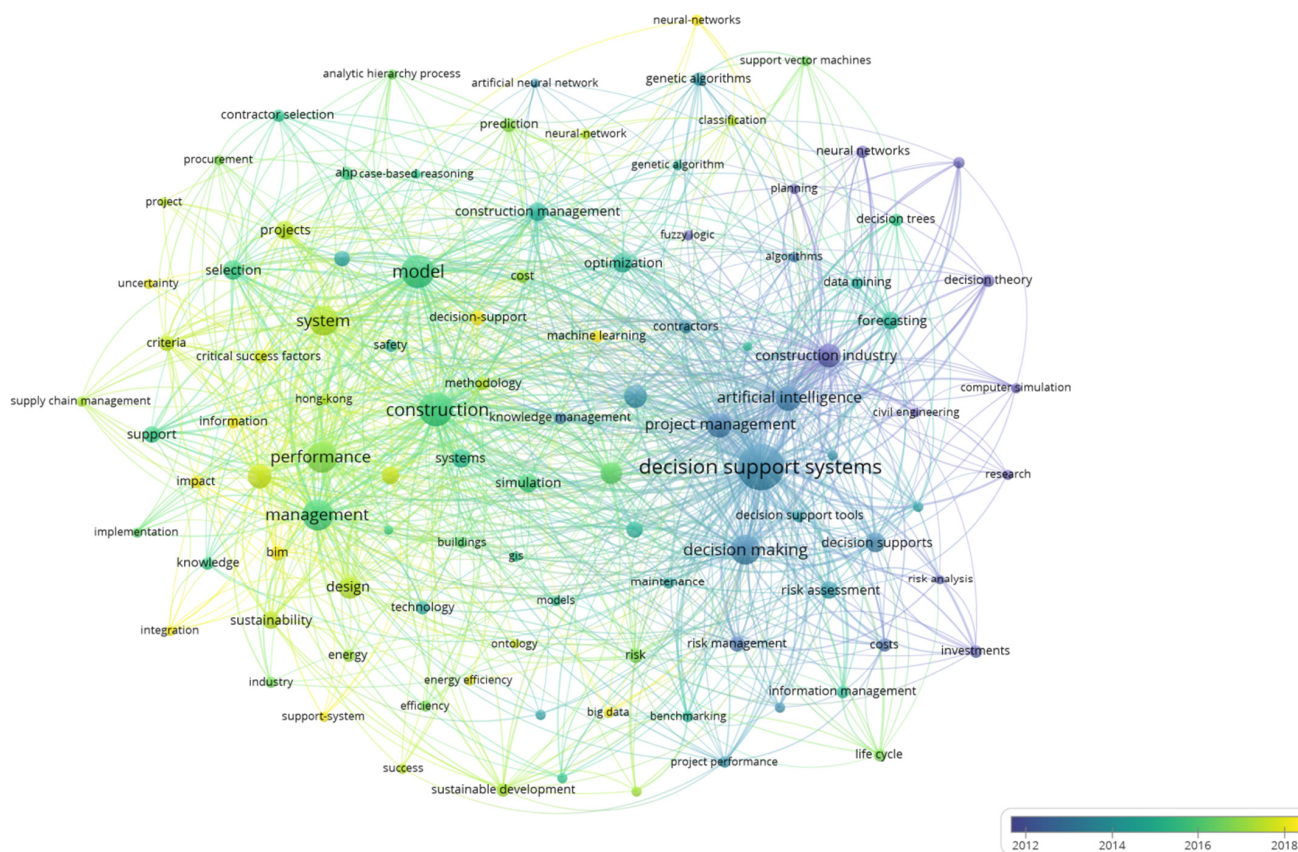 neural-networks
support vector machines
analytic hierarchy process
artificial neural network
genetic algorithms
contractor selection
prediction
neural-network
classification
procurement
ahp
case-based reasoning
genetic algorithm
neural networks
planning
project
projects
construction management
fuzzy logic
decision trees
selection
model
optimization
algorithms
uncertainty
cost
data mining
decision theory
system
decision-support
contractors
forecasting
criteria
critical success factors
safety
machine learning
construction industry
supply chain management
hong-kong
methodology
artificial intelligence
computer simulation
information
construction
knowledge management
project management
civil engineering
support
performance
systems
decision support systems
impact
simulation
research
implementation
management
decision support tools
knowledge
bim
buildings
gis
decision making
decision supports
design
maintenance
risk assessment
risk analysis
integration
sustainability
technology
models
energy
ontology
risk
risk management
costs
investments
industry
energy efficiency
information management
support-system
efficiency
big data
benchmarking
success
project performance
life cycle
sustainable development
2012
2014
2016
2018